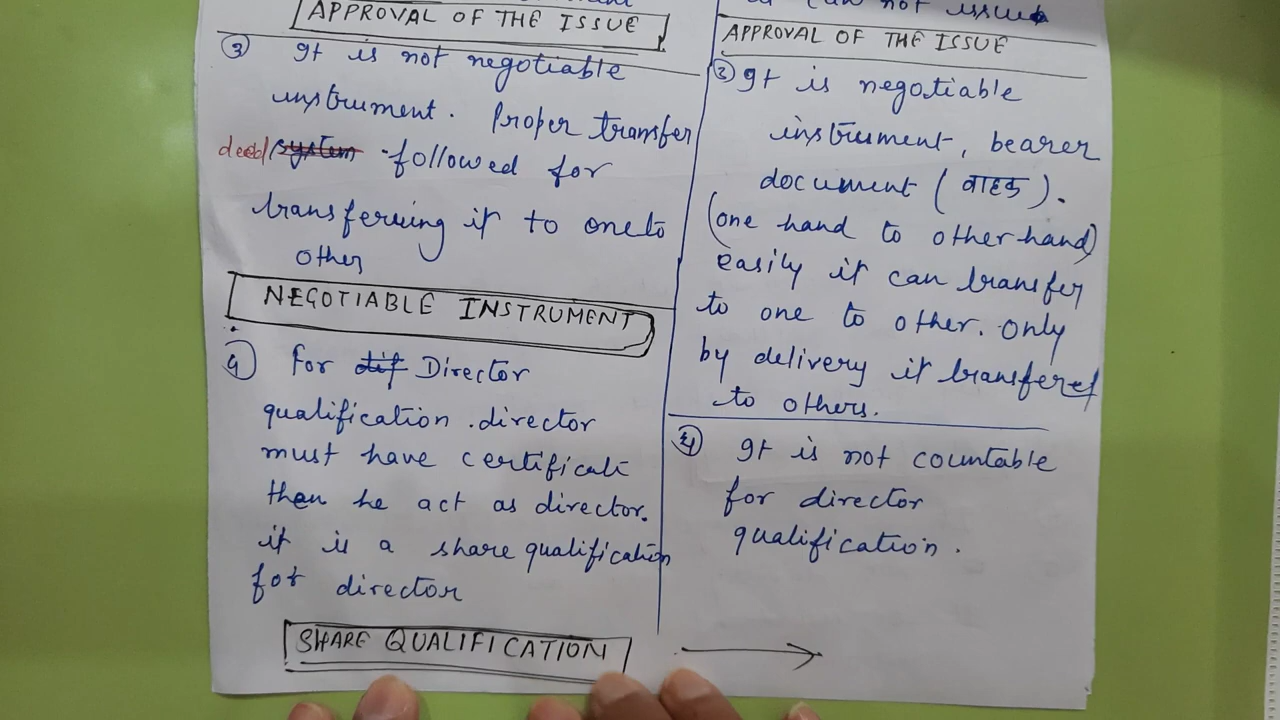 APPROVAL OF THE ISSUE
③ It is not negotiable
instrument. Proper transfer
deed/system followed for
transferring it to one to
other
NEGOTIABLE INSTRUMENT
④ For dif Director
qualification. director
must have certificate
then he act as director.
it is a share qualification
for director
SHARE QUALIFICATION
can not issue
APPROVAL OF THE ISSUE
③ It is negotiable
instrument, bearer
document (वाहक).
(one hand to other hand)
easily it can transfer
to one to other. only
by delivery it transfered
to others.
④ It is not countable
for director
qualification.